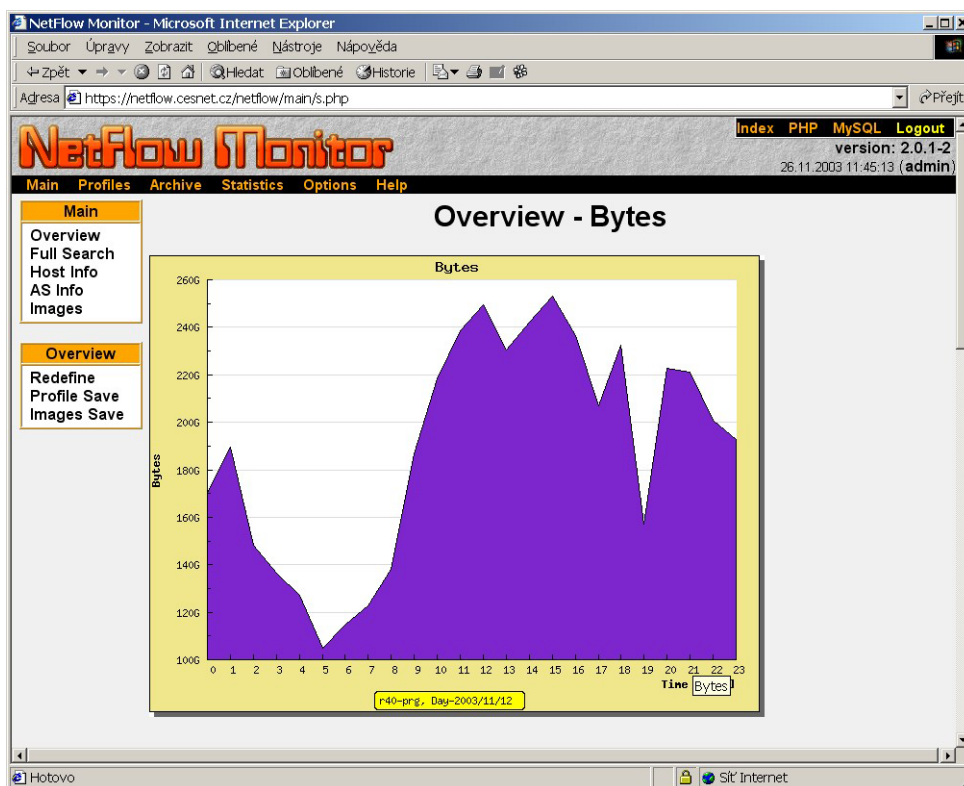 NetFlow Monitor - Microsoft Internet Explorer
Soubor Úpravy Zobrazit Oblíbené Nástroje Nápověda
Zpět Hledat Oblíbené Historie
Adresa https://netflow.cesnet.cz/netflow/main/s.php Přejít
NetFlow Monitor
Index PHP MySQL Logout
version: 2.0.1-2
26.11.2003 11:45:13 (admin)
Main Profiles Archive Statistics Options Help
Main
Overview
Full Search
Host Info
AS Info
Images
Overview
Redefine
Profile Save
Images Save
Overview - Bytes
Bytes
260G
240G
220G
200G
180G
160G
140G
120G
100G
Bytes
0 1 2 3 4 5 6 7 8 9 10 11 12 13 14 15 16 17 18 19 20 21 22 23
Time
Bytes
r40-prg, Day-2003/11/12
Hotovo
Síť Internet